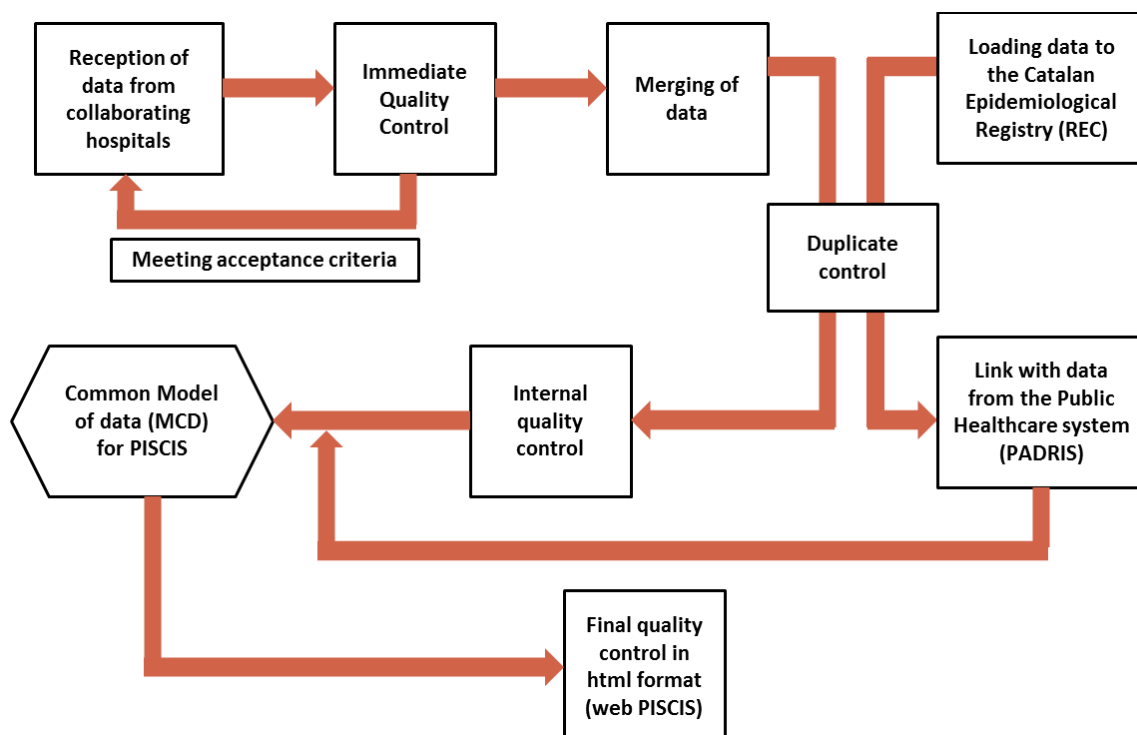 Reception of
data from
collaborating
hospitals
Immediate
Quality
Control
Merging of
data
Loading data to
the Catalan
Epidemiological
Registry (REC)
Meeting acceptance criteria
Duplicate
control
Common Model
of data (MCD)
for PISCIS
Internal
quality
control
Link with data
from the Public
Healthcare system
(PADRIS)
Final quality
control in
html format
(web PISCIS)